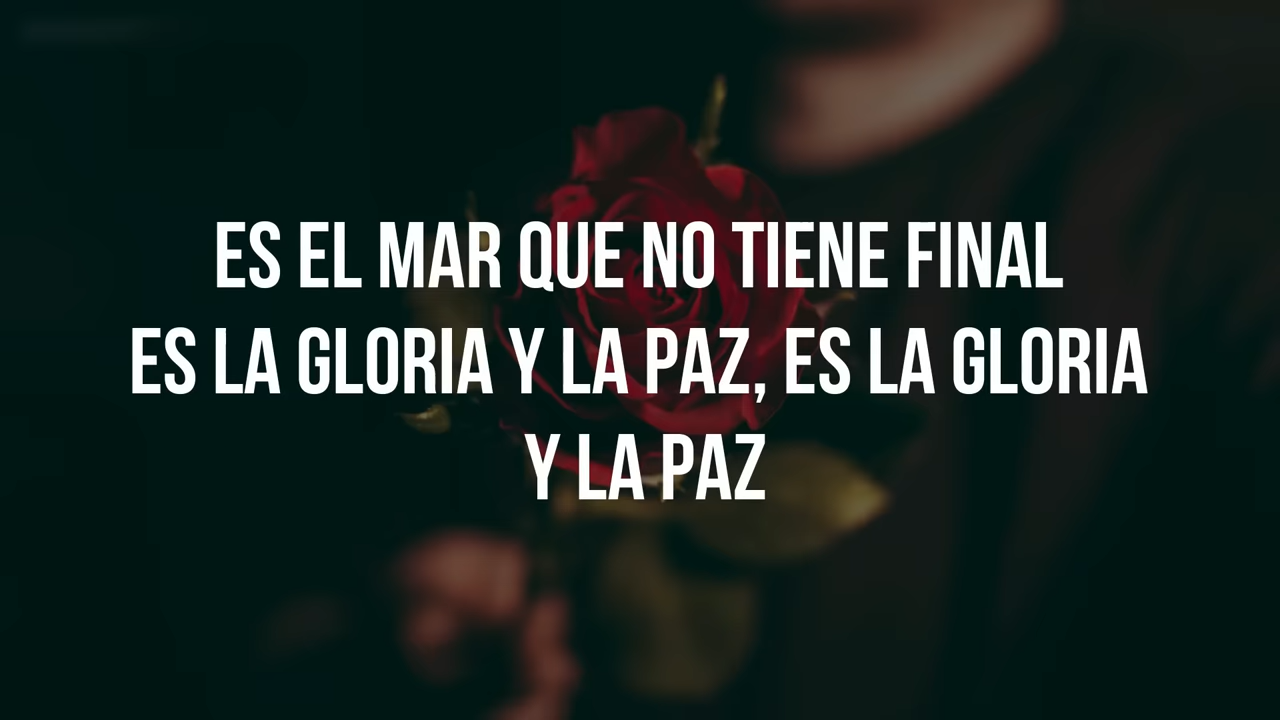 ES EL MAR QUE NO TIENE FINAL
ES LA GLORIA Y LA PAZ, ES LA GLORIA
Y LA PAZ